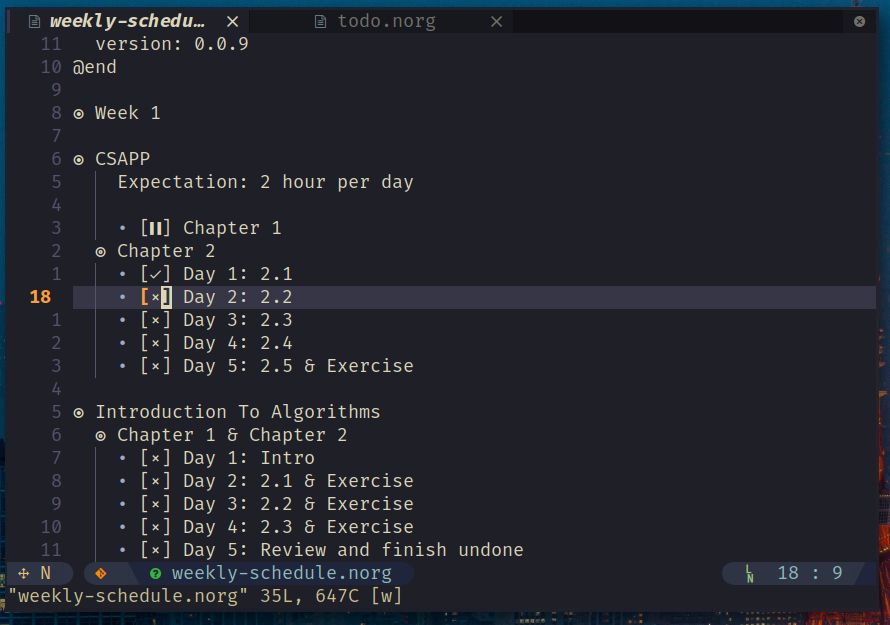 weekly-schedu… × todo.norg ×
11 version: 0.0.9
10 @end
9
8 ◉ Week 1
7
6 ◉ CSAPP
5 Expectation: 2 hour per day
4
3 • [▮▮] Chapter 1
2 ◉ Chapter 2
1 • [✓] Day 1: 2.1
18 • [×] Day 2: 2.2
1 • [×] Day 3: 2.3
2 • [×] Day 4: 2.4
3 • [×] Day 5: 2.5 & Exercise
4
5 ◉ Introduction To Algorithms
6 ◉ Chapter 1 & Chapter 2
7 • [×] Day 1: Intro
8 • [×] Day 2: 2.1 & Exercise
9 • [×] Day 3: 2.2 & Exercise
10 • [×] Day 4: 2.3 & Exercise
11 • [×] Day 5: Review and finish undone
N weekly-schedule.norg LN 18 : 9
"weekly-schedule.norg" 35L, 647C [w]